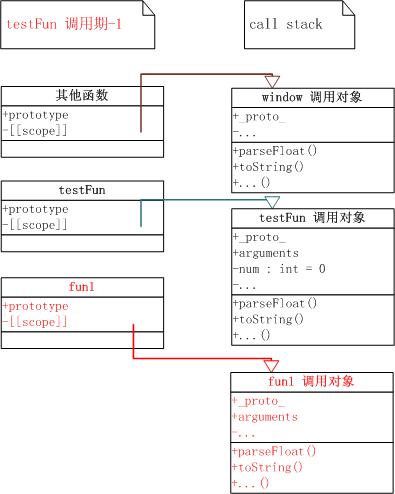 testFun 调用期-1
call stack
其他函数
+prototype
-[[scope]]
window 调用对象
+_proto_
-...
+parseFloat()
+toString()
+...()
testFun
+prototype
-[[scope]]
testFun 调用对象
+_proto_
+arguments
-num : int = 0
-...
+parseFloat()
+toString()
+...()
fun1
+prototype
-[[scope]]
fun1 调用对象
+_proto_
+arguments
-...
+parseFloat()
+toString()
+...()